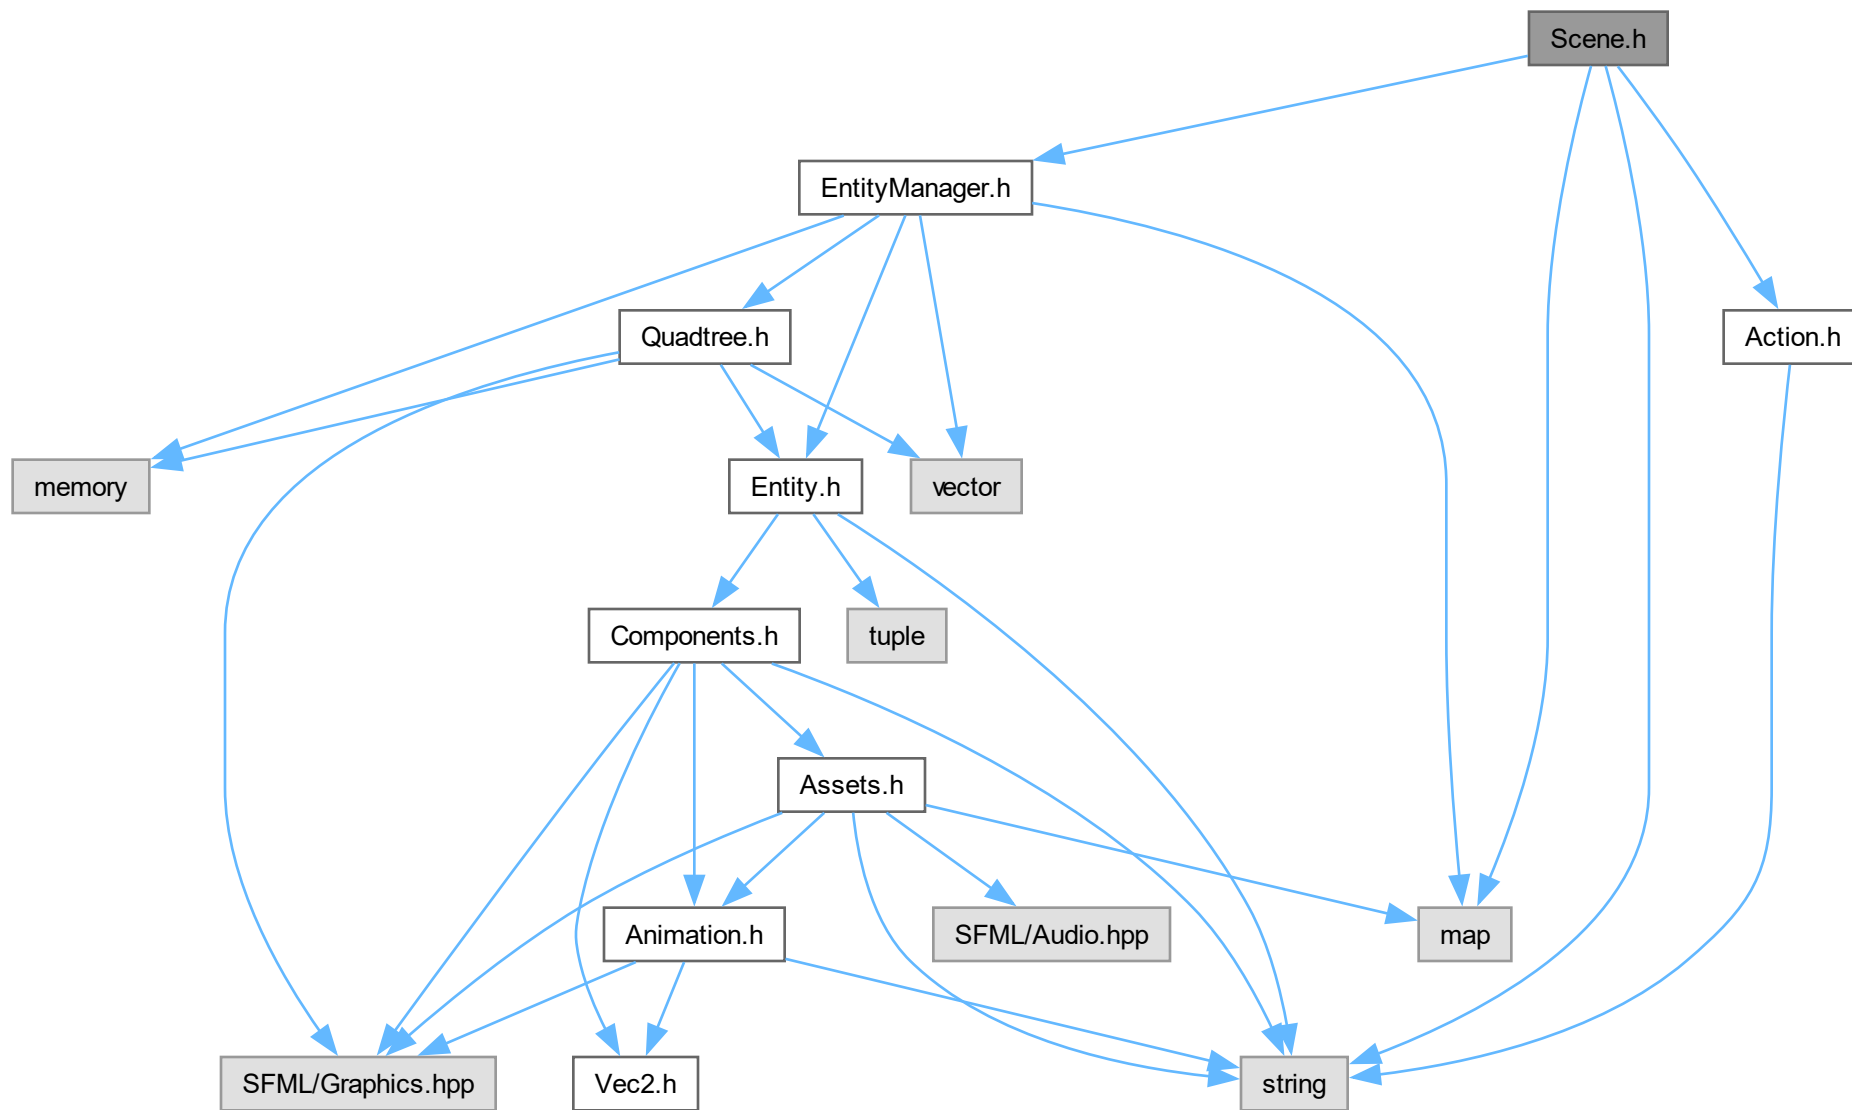 Scene.h
EntityManager.h
Quadtree.h
Action.h
memory
Entity.h
vector
Components.h
tuple
Assets.h
Animation.h
SFML/Audio.hpp
map
SFML/Graphics.hpp
Vec2.h
string